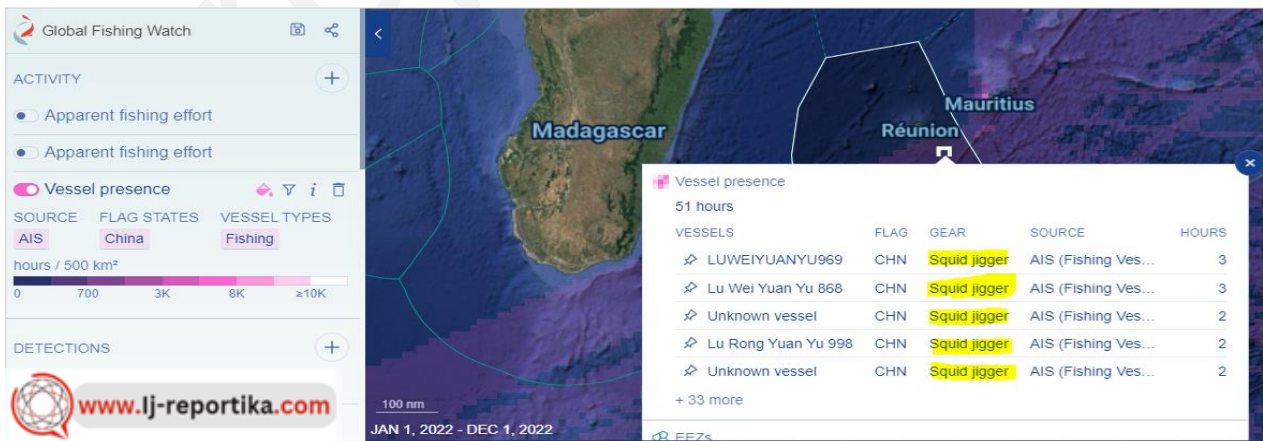 Global Fishing Watch
ACTIVITY
Apparent fishing effort
Apparent fishing effort
Vessel presence
SOURCE FLAG STATES VESSEL TYPES
AIS China Fishing
hours / 500 km²
0 700 3K 8K ≥10K
DETECTIONS
www.lj-reportika.com
Madagascar
Mauritius
Réunion
100 nm
JAN 1, 2022 - DEC 1, 2022
Vessel presence
51 hours
VESSELS FLAG GEAR SOURCE HOURS
LUWEIYUANYU969 CHN Squid jigger AIS (Fishing Ves... 3
Lu Wei Yuan Yu 868 CHN Squid jigger AIS (Fishing Ves... 3
Unknown vessel CHN Squid jigger AIS (Fishing Ves... 2
Lu Rong Yuan Yu 998 CHN Squid jigger AIS (Fishing Ves... 2
Unknown vessel CHN Squid jigger AIS (Fishing Ves... 2
+ 33 more
EEZs